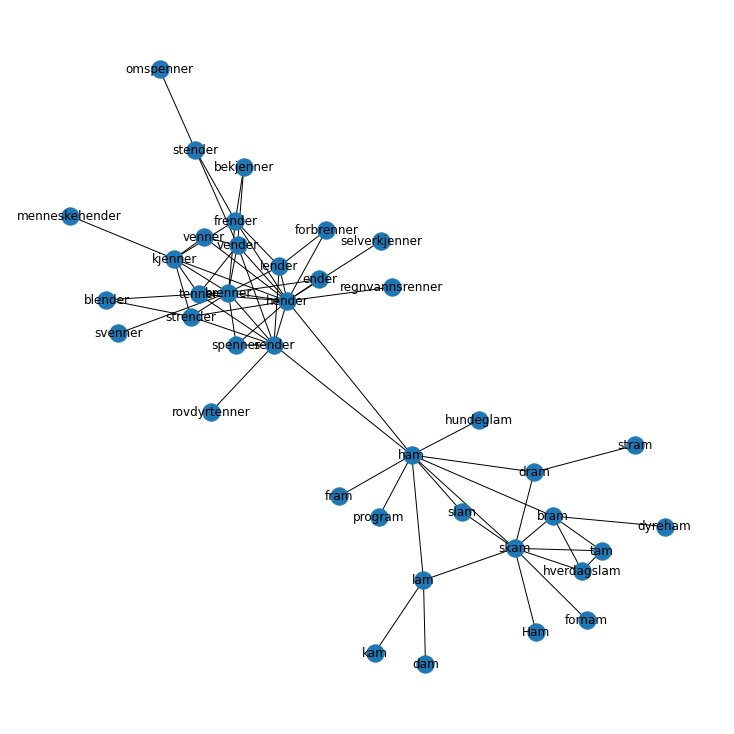 omspenner
stender
bekjenner
menneskehender
frender
forbrenner
venner
selverkjenner
vender
kjenner
lender
ender
regnvannsrenner
tenner
brenner
blender
hender
strender
svenner
spenner
sender
rovdyrtenner
hundeglam
stram
ham
dram
fram
program
slam
bram
dyreham
skam
tam
hverdagslam
lam
fornam
Ham
kam
dam